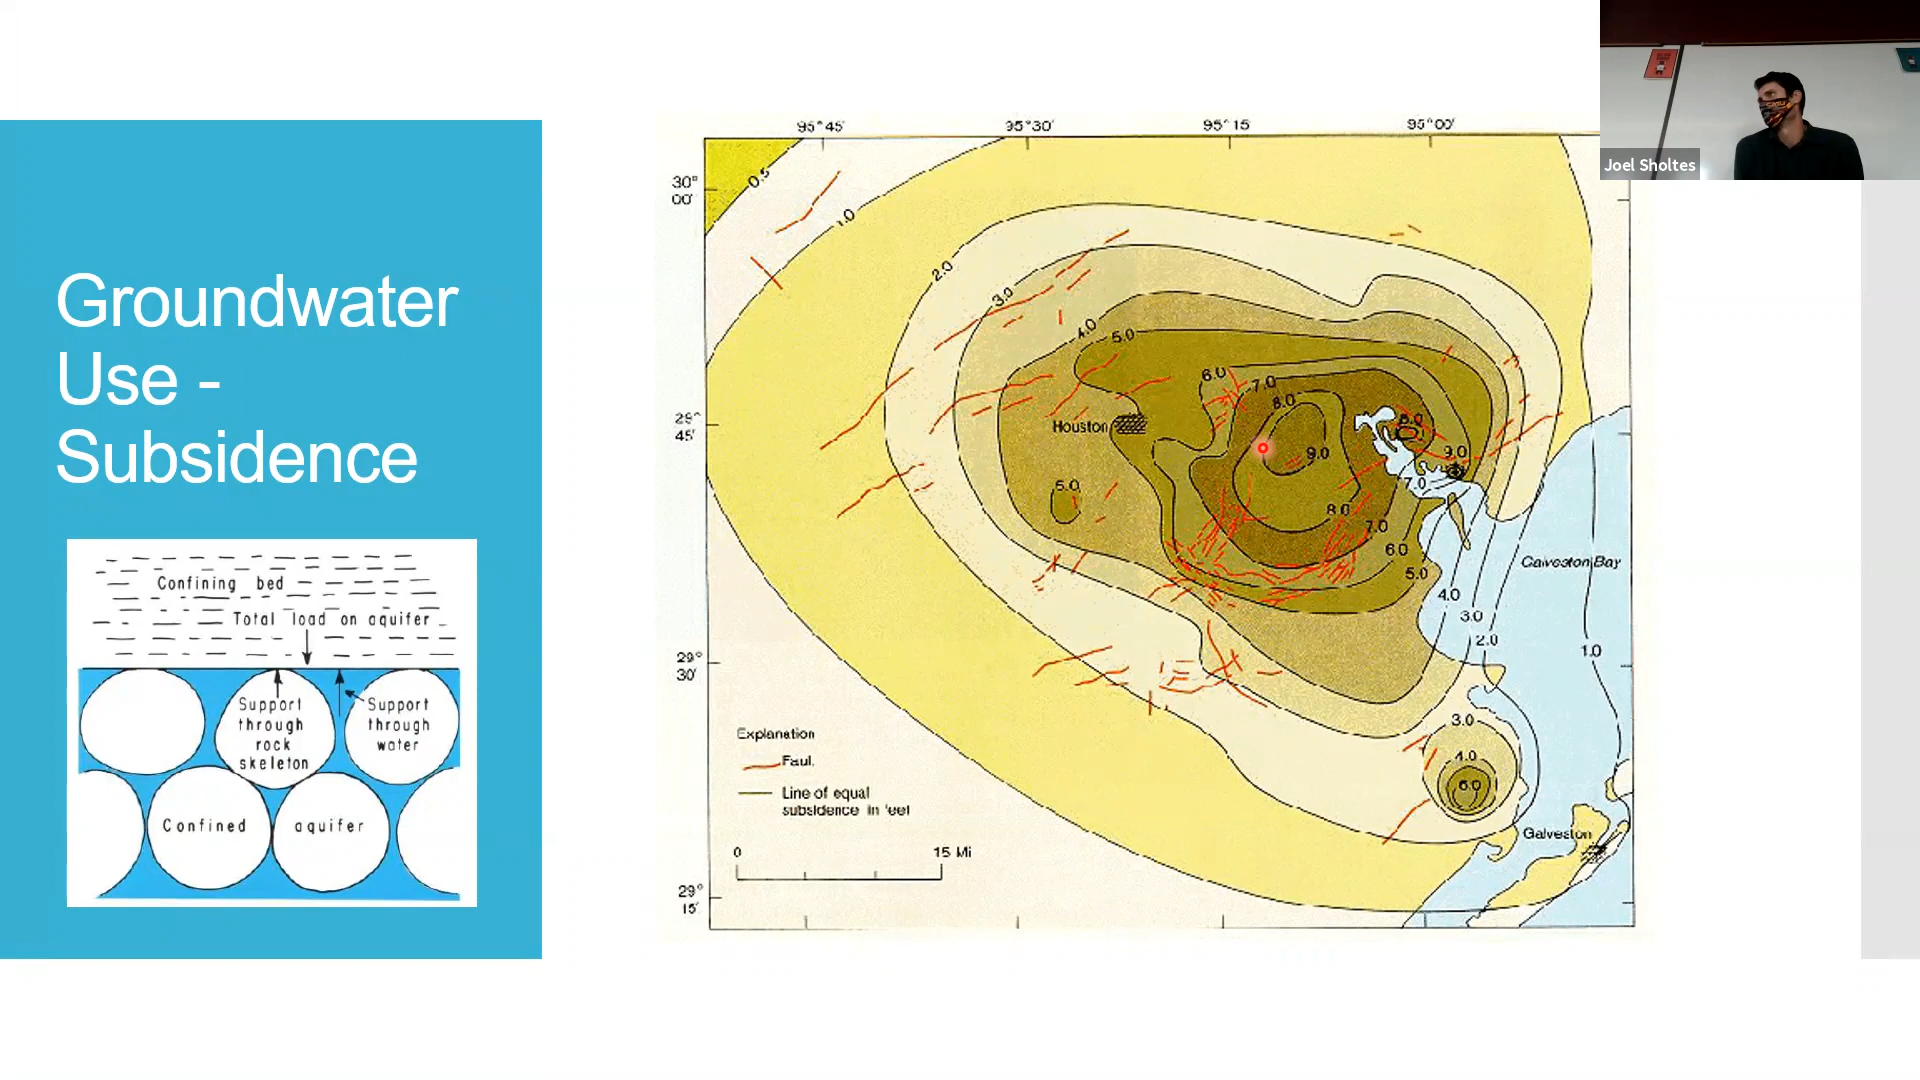 Groundwater
Use -
Subsidence
Confining bed
Total load on aquifer
Support
through
rock
skeleton
Support
through
water
Confined aquifer
95°45′ 95°30′ 95°15′ 95°00′
30°
00′
29°
45′
29°
30′
29°
15′
0.5
1.0
2.0
3.0
4.0
5.0
6.0
7.0
8.0
9.0
Houston
5.0
8.0
9.0
7.0
8.0
7.0
6.0
5.0
4.0
3.0
2.0
1.0
Galveston Bay
3.0
4.0
6.0
Galveston
Explanation
Line of equal
subsidence in
0 15 Mi
Joel Sholtes